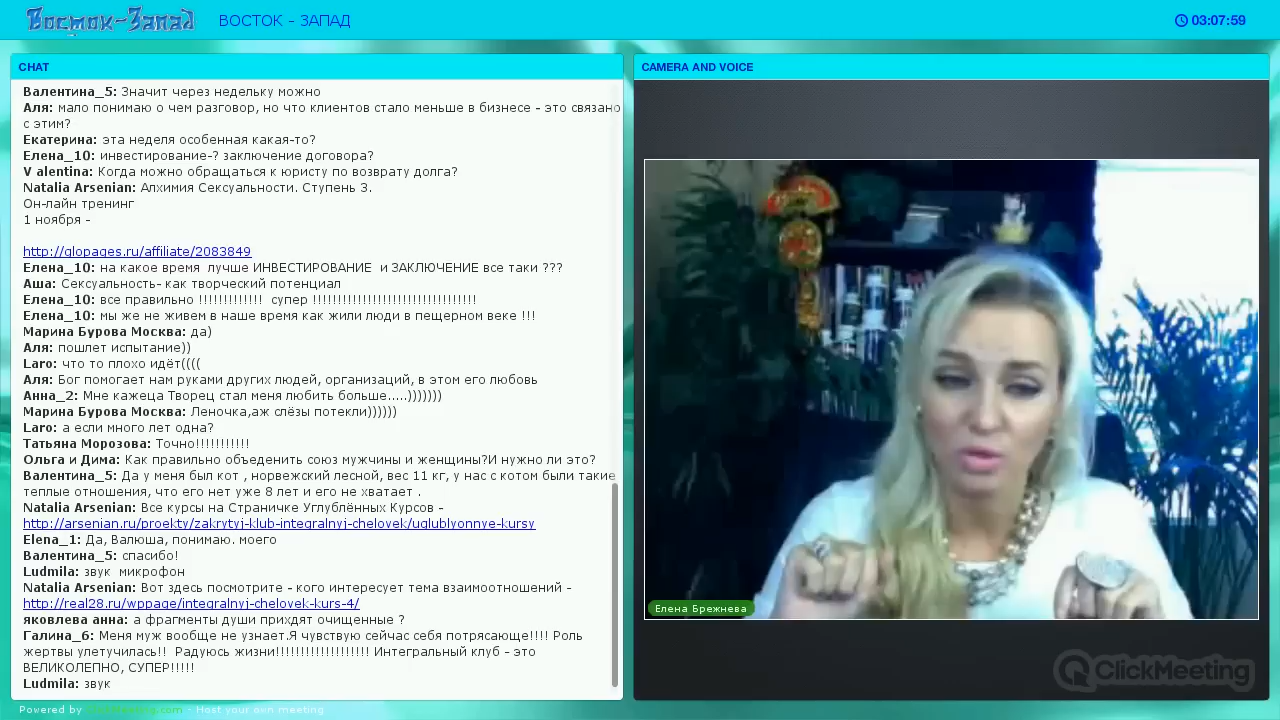 Восток-Запад
ВОСТОК - ЗАПАД
03:07:59
CHAT
Валентина_5: Значит через недельку можно
Аля: мало понимаю о чем разговор, но что клиентов стало меньше в бизнесе - это связано
с этим?
Екатерина: эта неделя особенная какая-то?
Елена_10: инвестирование-? заключение договора?
V alentina: Когда можно обращаться к юристу по возврату долга?
Natalia Arsenian: Алхимия Сексуальности. Ступень 3.
Он-лайн тренинг
1 ноября -
http://glopages.ru/affiliate/2083849
Елена_10: на какое время  лучше ИНВЕСТИРОВАНИЕ  и ЗАКЛЮЧЕНИЕ все таки ???
Аша: Сексуальность- как творческий потенциал
Елена_10: все правильно !!!!!!!!!!!!!  супер !!!!!!!!!!!!!!!!!!!!!!!!!!!!!!!!!
Елена_10: мы же не живем в наше время как жили люди в пещерном веке !!!
Марина Бурова Москва: да)
Аля: пошлет испытание))
Laro: что то плохо идёт((((
Аля: Бог помогает нам руками других людей, организаций, в этом его любовь
Анна_2: Мне кажеца Творец стал меня любить больше.....)))))))
Марина Бурова Москва: Леночка,аж слёзы потекли))))))
Laro: а если много лет одна?
Татьяна Морозова: Точно!!!!!!!!!!!
Ольга и Дима: Как правильно объеденить союз мужчины и женщины?И нужно ли это?
Валентина_5: Да у меня был кот , норвежский лесной, вес 11 кг, у нас с котом были такие
теплые отношения, что его нет уже 8 лет и его не хватает .
Natalia Arsenian: Все курсы на Страничке Углублённых Курсов -
http://arsenian.ru/proekty/zakrytyj-klub-integralnyj-chelovek/uglublyonnye-kursy
Elena_1: Да, Валюша, понимаю. моего
Валентина_5: спасибо!
Ludmila: звук  микрофон
Natalia Arsenian: Вот здесь посмотрите - кого интересует тема взаимоотношений -
http://real28.ru/wppage/integralnyj-chelovek-kurs-4/
яковлева анна: а фрагменты души прихдят очищенные ?
Галина_6: Меня муж вообще не узнает.Я чувствую сейчас себя потрясающе!!!! Роль
жертвы улетучилась!!  Радуюсь жизни!!!!!!!!!!!!!!!!!!! Интегральный клуб - это
ВЕЛИКОЛЕПНО, СУПЕР!!!!!
Ludmila: звук
Powered by ClickMeeting.com - Host your own meeting
CAMERA AND VOICE
Елена Брежнева
ClickMeeting